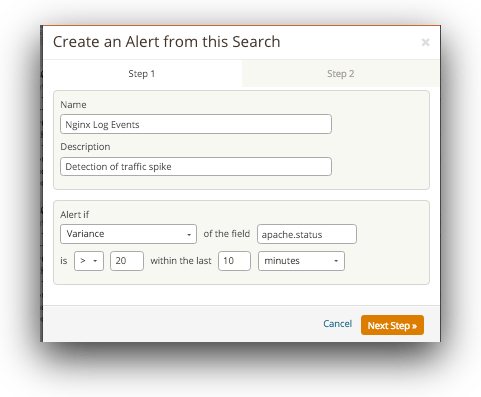 Create an Alert from this Search ×
Step 1 Step 2
Name
Nginx Log Events
Description
Detection of traffic spike
Alert if
Variance of the field apache.status
is > 20 within the last 10 minutes
Cancel Next Step »